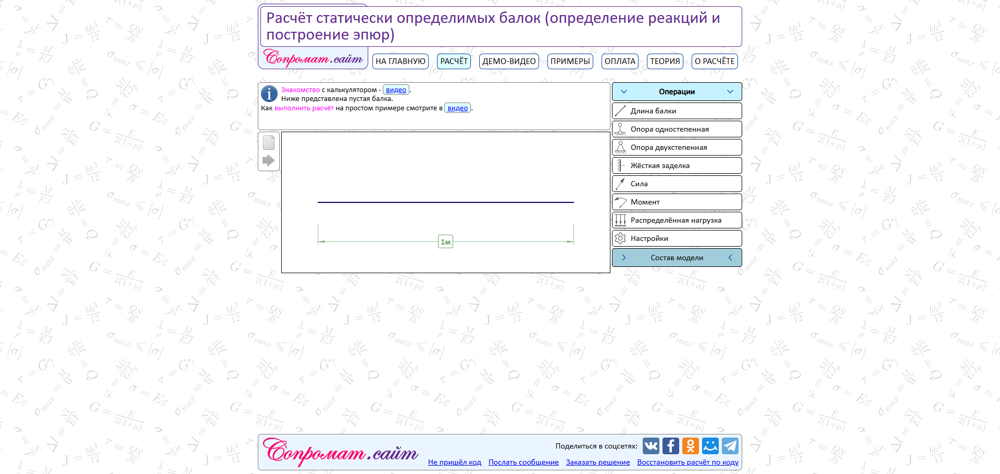 Расчёт статически определимых балок (определение реакций и
построение эпюр)
Сопромат.сайт
НА ГЛАВНУЮ
РАСЧЁТ
ДЕМО-ВИДЕО
ПРИМЕРЫ
ОПЛАТА
ТЕОРИЯ
О РАСЧЁТЕ
Знакомство с калькулятором - видео.
Ниже представлена пустая балка.
Как выполнить расчёт на простом примере смотрите в видео.
1м
Операции
Длина балки
Опора одностепенная
Опора двухстепенная
Жёсткая заделка
Сила
Момент
Распределённая нагрузка
Настройки
Состав модели
Сопромат.сайт
Поделиться в соцсетях:
Не пришёл код
Послать сообщение
Заказать решение
Восстановить расчёт по коду